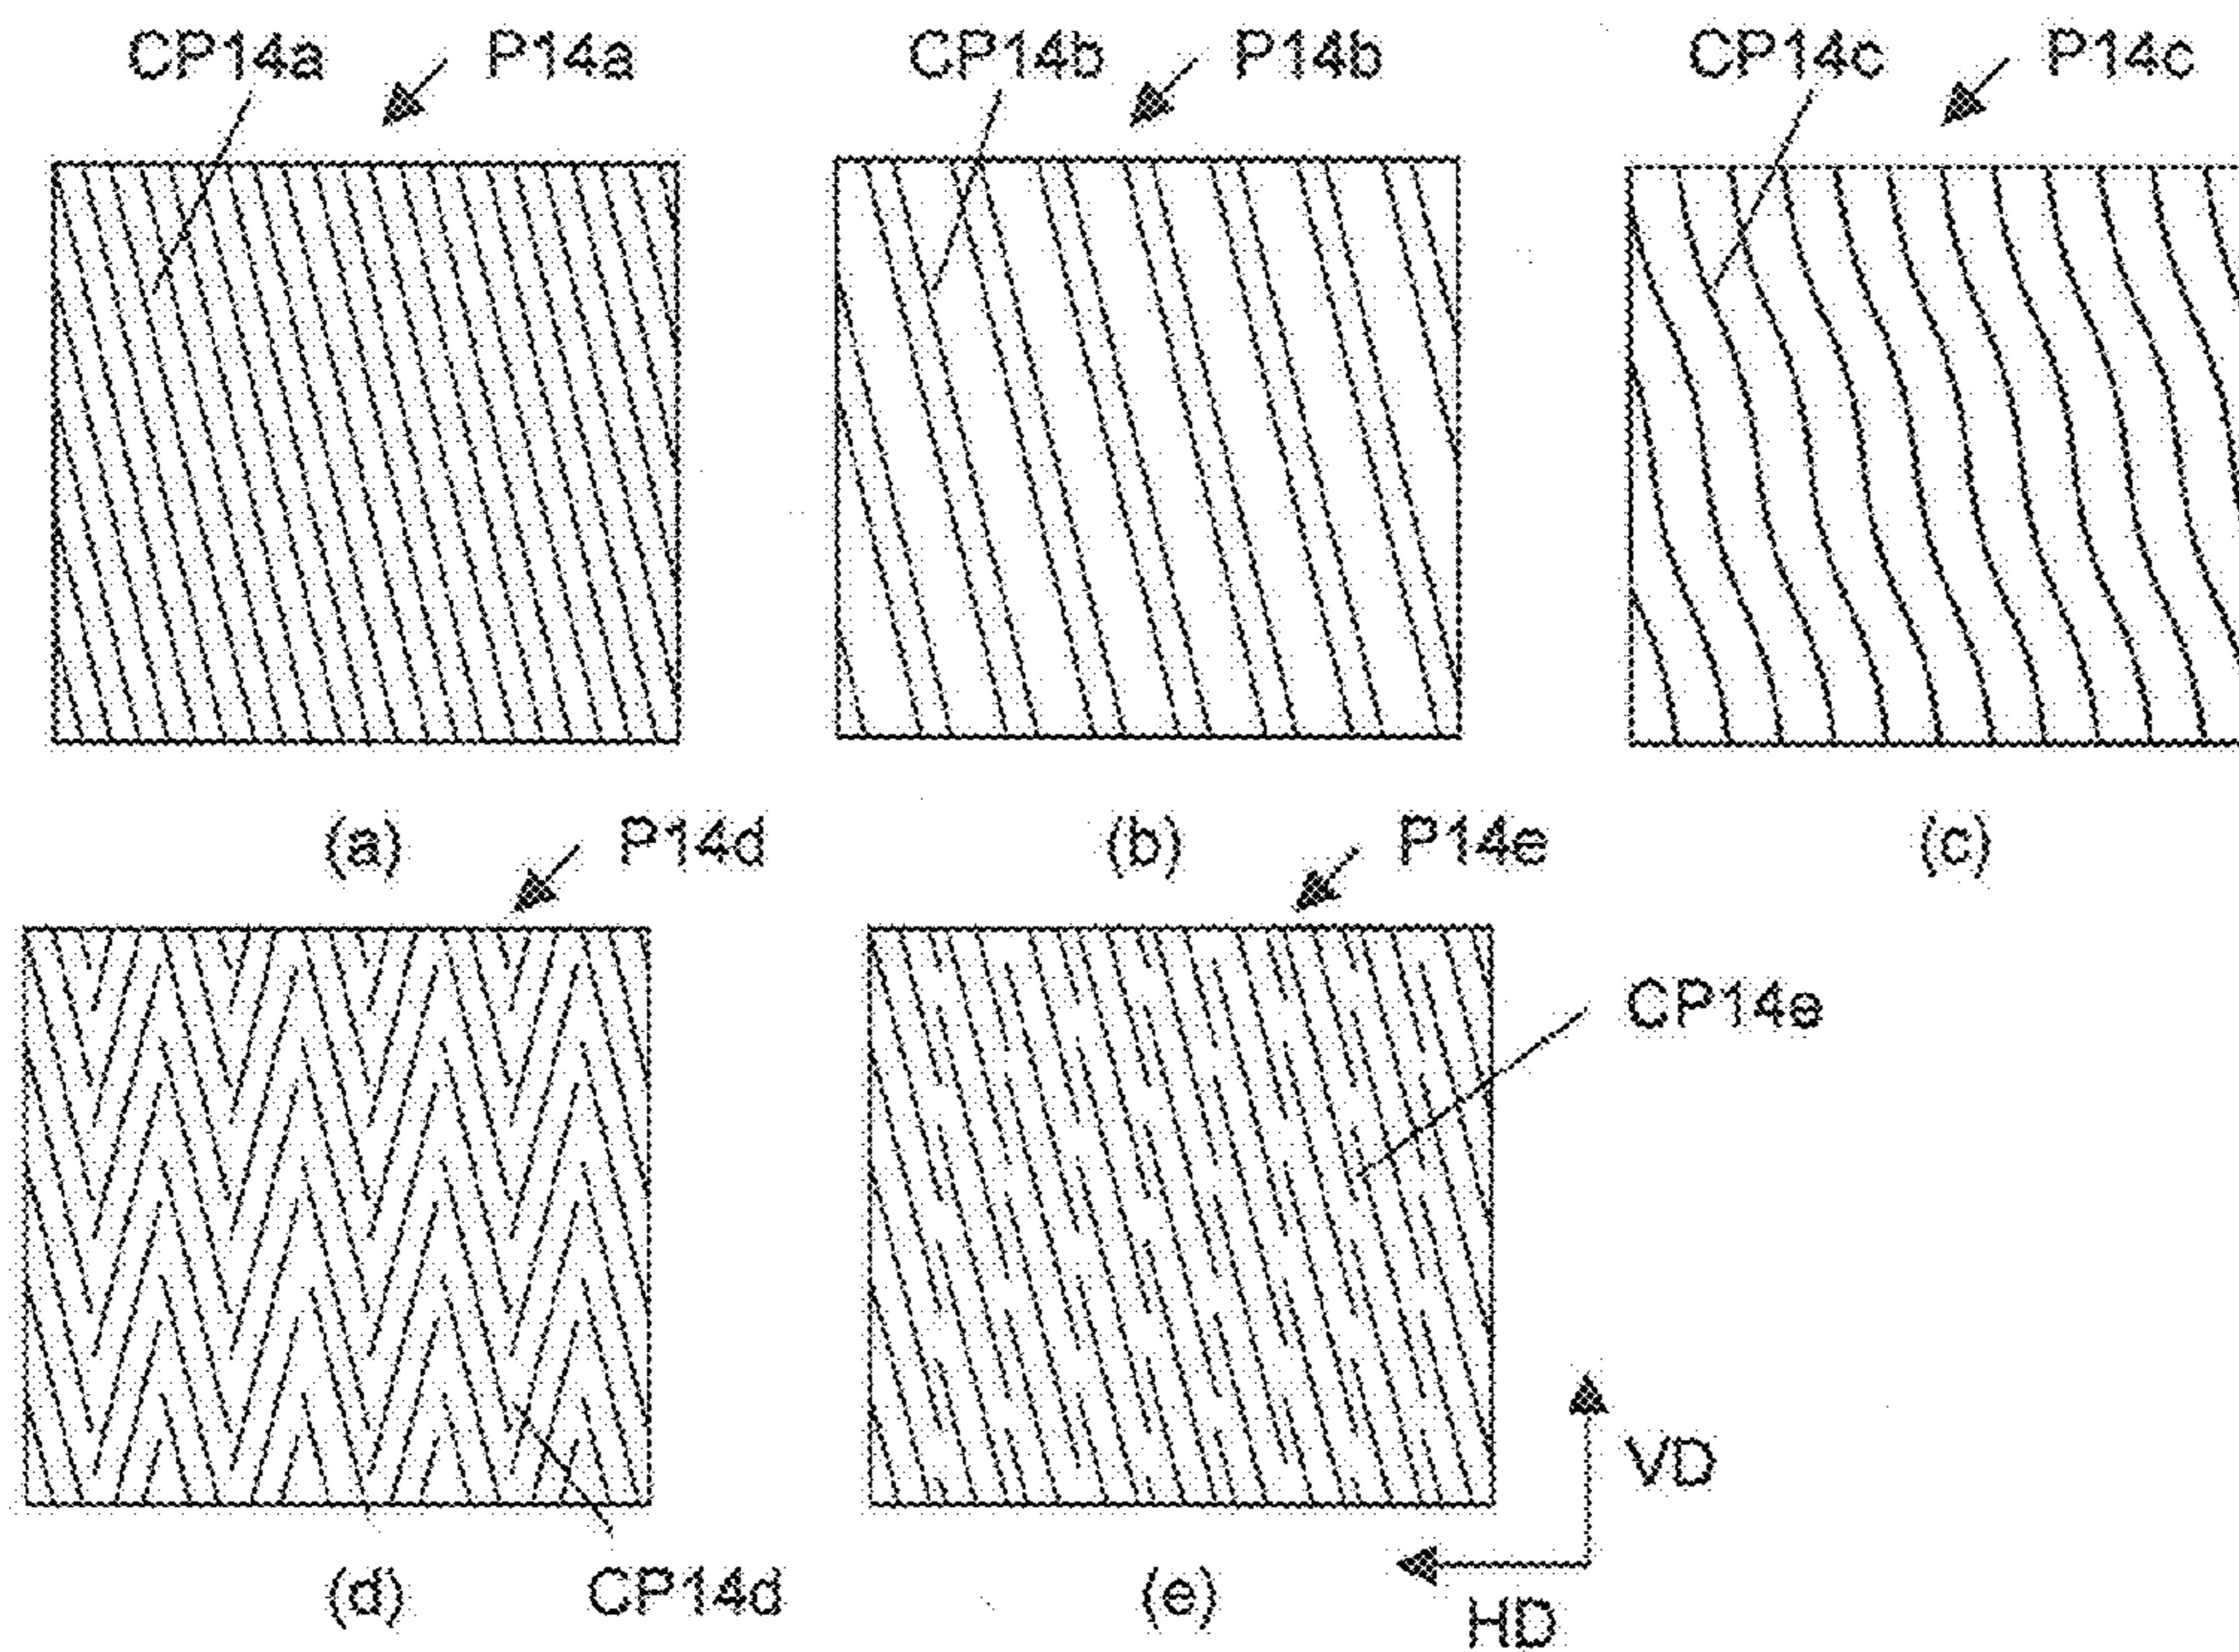 CP14a P14a CP14b P14b CP14c P14c
(a) (b) (c)
P14d P14e
CP14e
VD
HD
(d) CP14d (e)